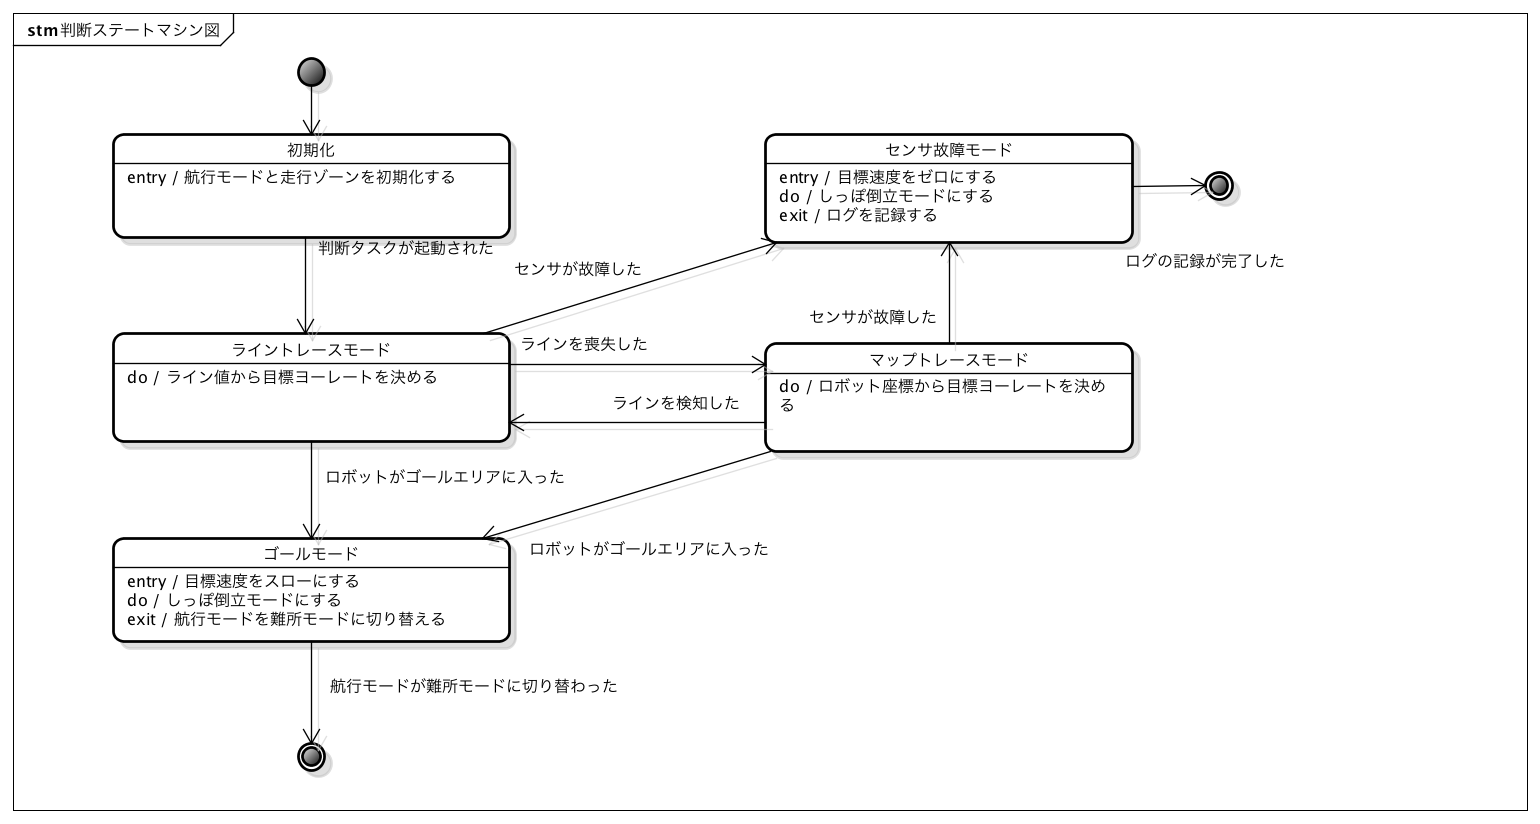 stm 判断ステートマシン図
初期化
entry / 航行モードと走行ゾーンを初期化する
センサ故障モード
entry / 目標速度をゼロにする
do / しっぽ倒立モードにする
exit / ログを記録する
判断タスクが起動された
センサが故障した
ログの記録が完了した
センサが故障した
ライントレースモード
do / ライン値から目標ヨーレートを決める
ラインを喪失した
ラインを検知した
マップトレースモード
do / ロボット座標から目標ヨーレートを決め
る
ロボットがゴールエリアに入った
ロボットがゴールエリアに入った
ゴールモード
entry / 目標速度をスローにする
do / しっぽ倒立モードにする
exit / 航行モードを難所モードに切り替える
航行モードが難所モードに切り替わった